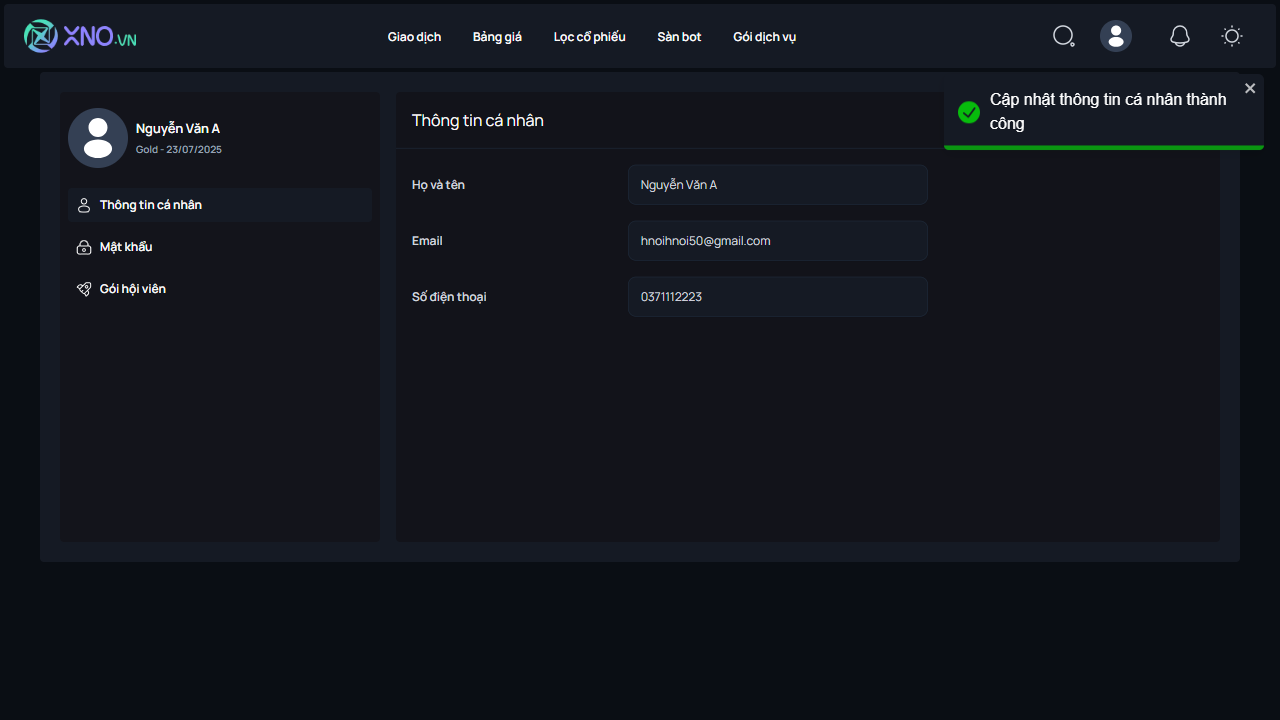 XNO.VN
Giao dịch
Bảng giá
Lọc cổ phiếu
Sàn bot
Gói dịch vụ
Cập nhật thông tin cá nhân thành
công
Nguyễn Văn A
Gold - 23/07/2025
Thông tin cá nhân
Mật khẩu
Gói hội viên
Thông tin cá nhân
Họ và tên
Nguyễn Văn A
Email
hnoihnoi50@gmail.com
Số điện thoại
0371112223